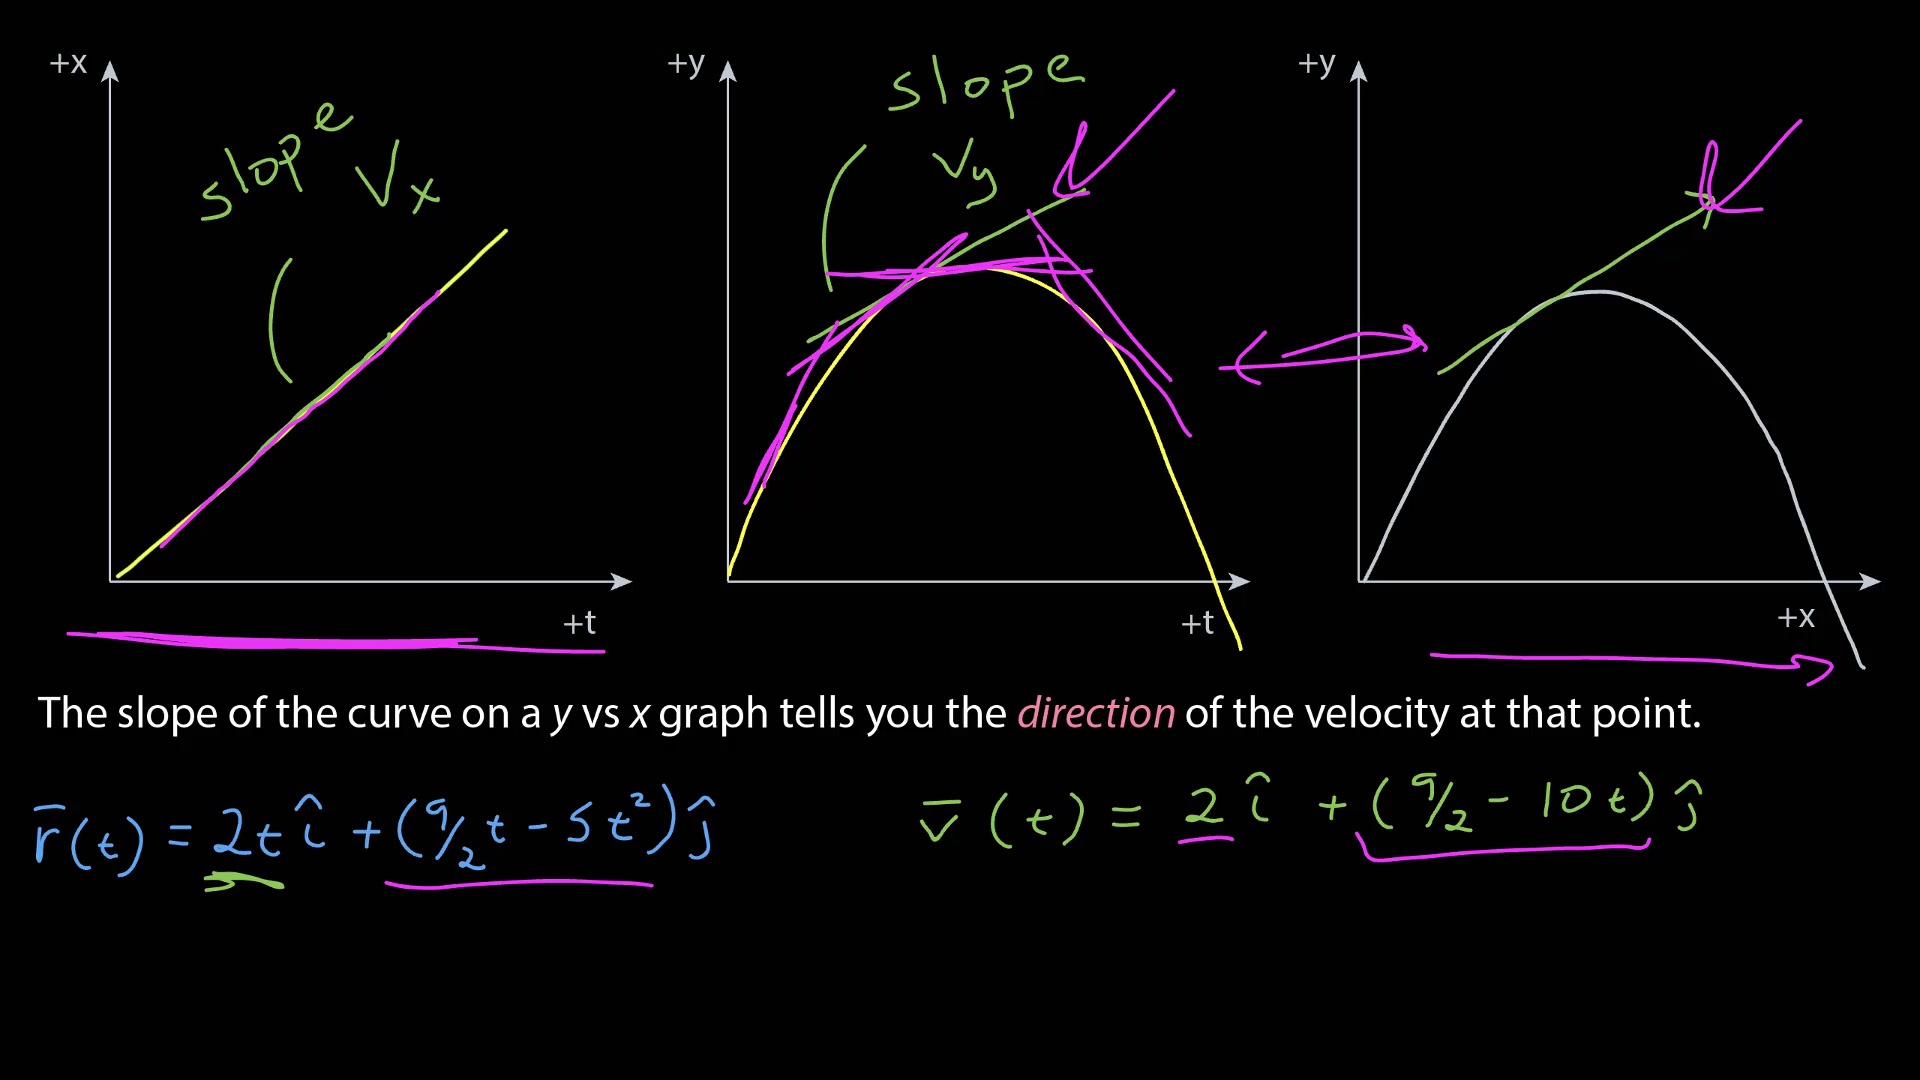 +x
slope
Vx
+t
+y
slope
Vy
+t
+y
+x
The slope of the curve on a y vs x graph tells you the direction of the velocity at that point.
r̄(t) = 2t î + (9/2 t - 5t²) ĵ
v̄(t) = 2 î + (9/2 - 10t) ĵ